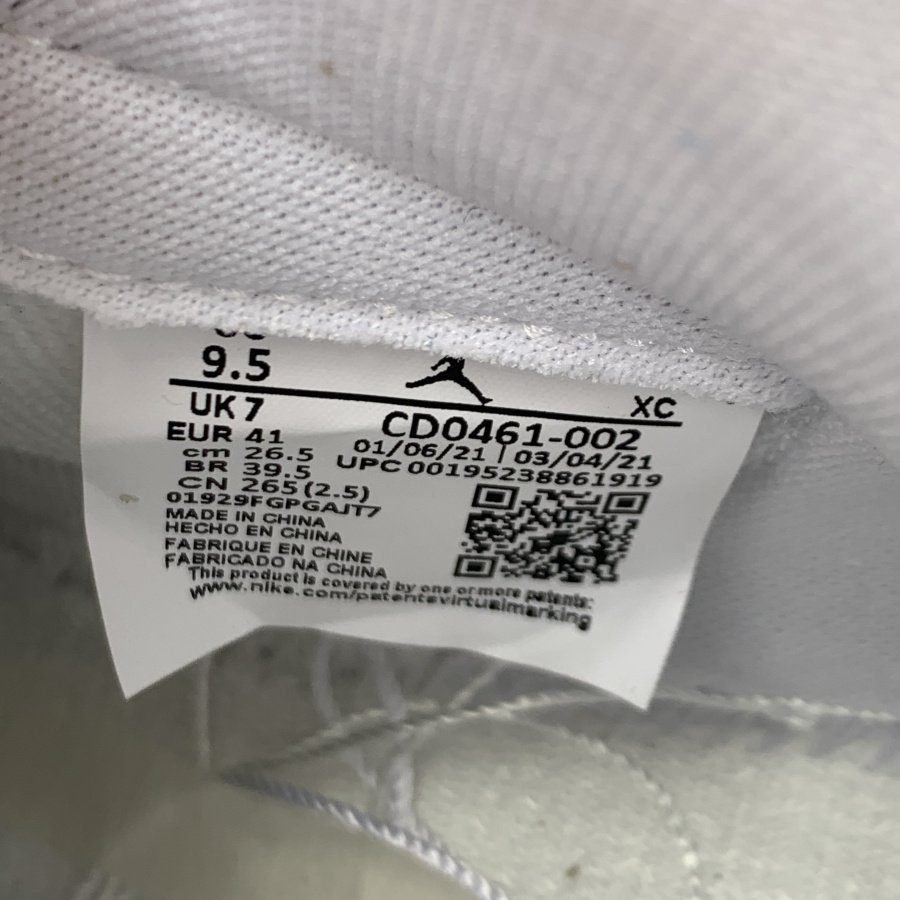 9.5
XC
UK 7
CD0461-002
EUR 41
01/06/21 | 03/04/21
cm 26.5
UPC 00195238861919
BR 39.5
CN 265 (2.5)
01929FGPGAJT7
MADE IN CHINA
HECHO EN CHINA
FABRIQUE EN CHINE
FABRICADO NA CHINA
This product is covered by one or more patents:
www.nike.com/patentsvirtualmarking